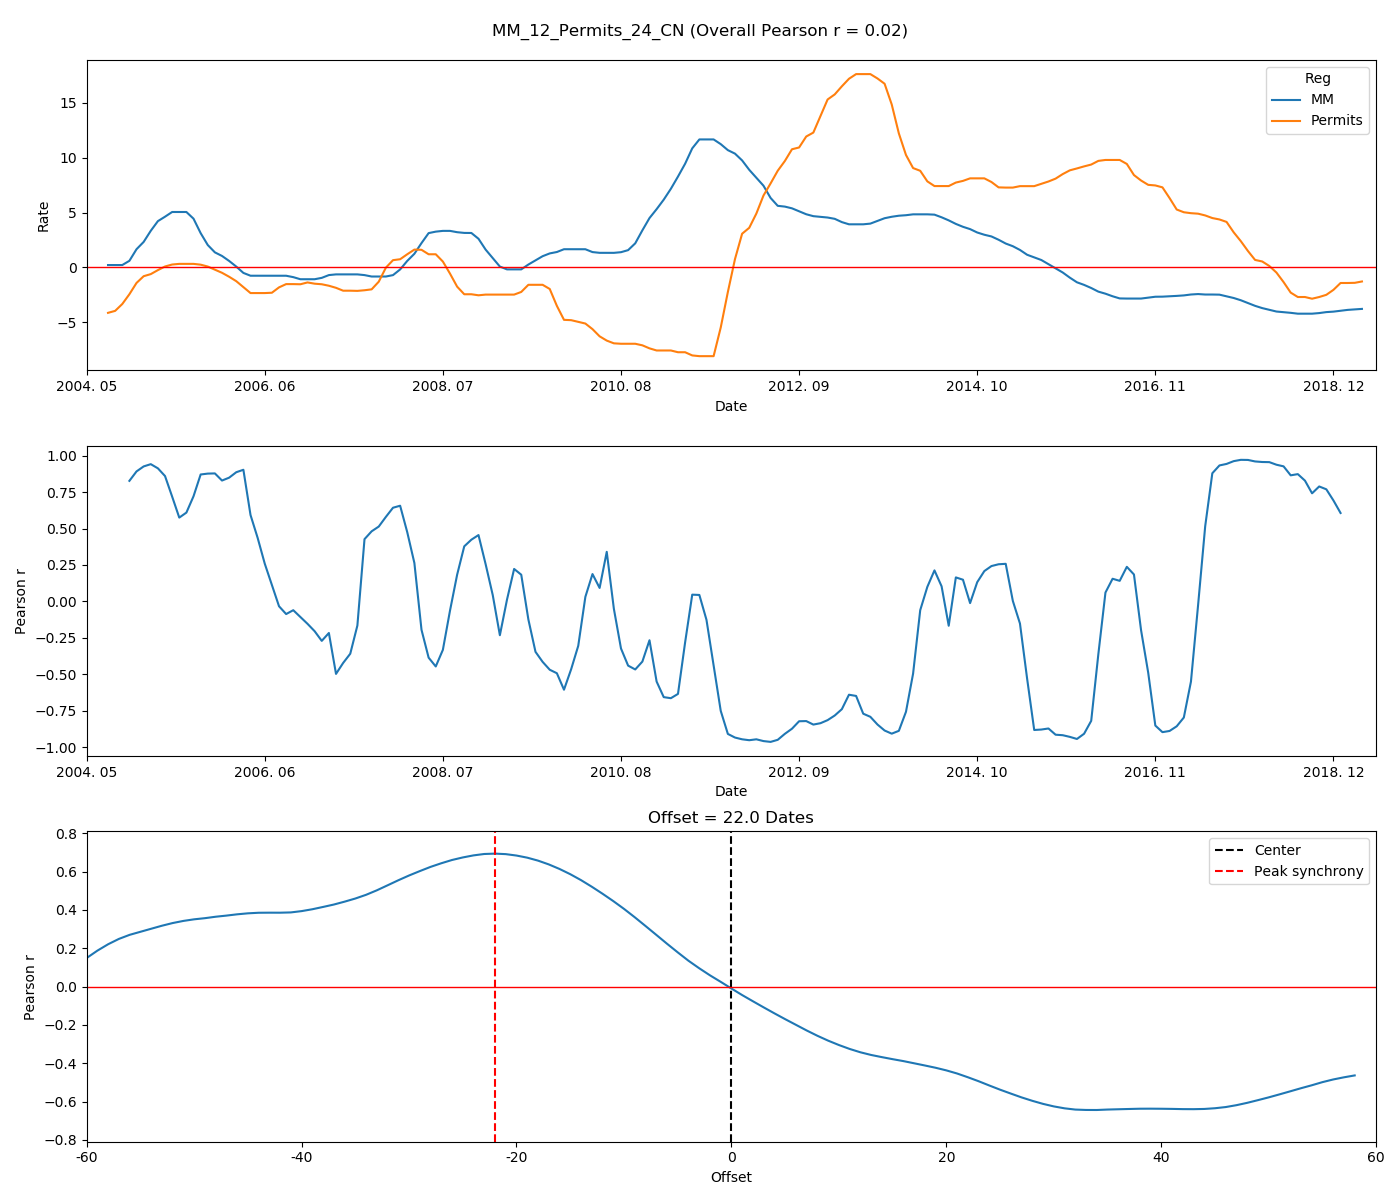 MM_12_Permits_24_CN (Overall Pearson r = 0.02)
Reg
MM
Permits
Rate
15
10
5
0
−5
2004. 05 2006. 06 2008. 07 2010. 08 2012. 09 2014. 10 2016. 11 2018. 12
Date
Pearson r
1.00
0.75
0.50
0.25
0.00
−0.25
−0.50
−0.75
−1.00
2004. 05 2006. 06 2008. 07 2010. 08 2012. 09 2014. 10 2016. 11 2018. 12
Date
Offset = 22.0 Dates
Center
Peak synchrony
Pearson r
0.8
0.6
0.4
0.2
0.0
−0.2
−0.4
−0.6
−0.8
-60 -40 -20 0 20 40 60
Offset